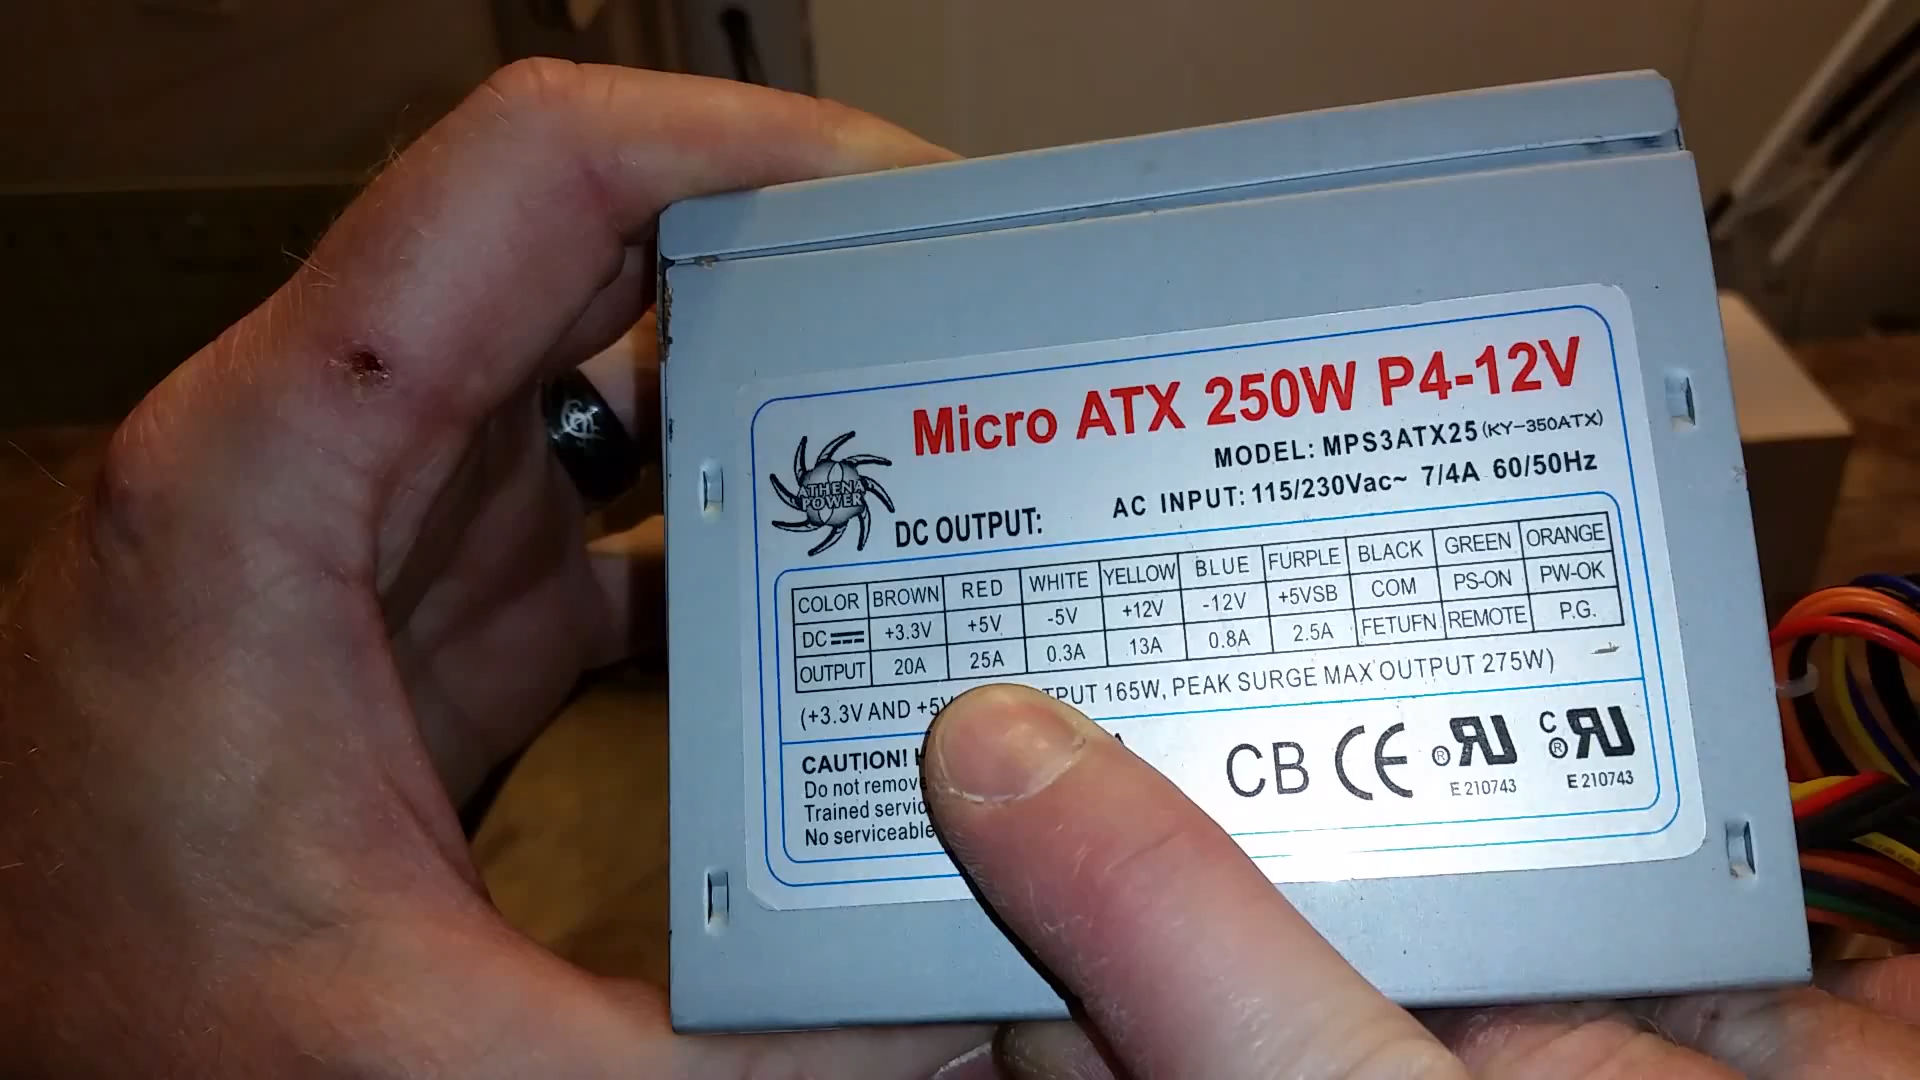 Micro ATX 250W P4-12V
MODEL: MPS3ATX25 (KY-350ATX)
ATHENA
POWER
AC INPUT: 115/230Vac~ 7/4A 60/50Hz
DC OUTPUT:
COLOR BROWN RED WHITE YELLOW BLUE FURPLE BLACK GREEN ORANGE
DC +3.3V +5V -5V +12V -12V +5VSB COM PS-ON PW-OK
OUTPUT 20A 25A 0.3A 13A 0.8A 2.5A FETUFN REMOTE P.G.
(+3.3V AND +5V 165W, PEAK SURGE MAX OUTPUT 275W)
CAUTION!
Do not remove
Trained
No serviceable
CB CE ® RU C ® RU
E 210743 E 210743